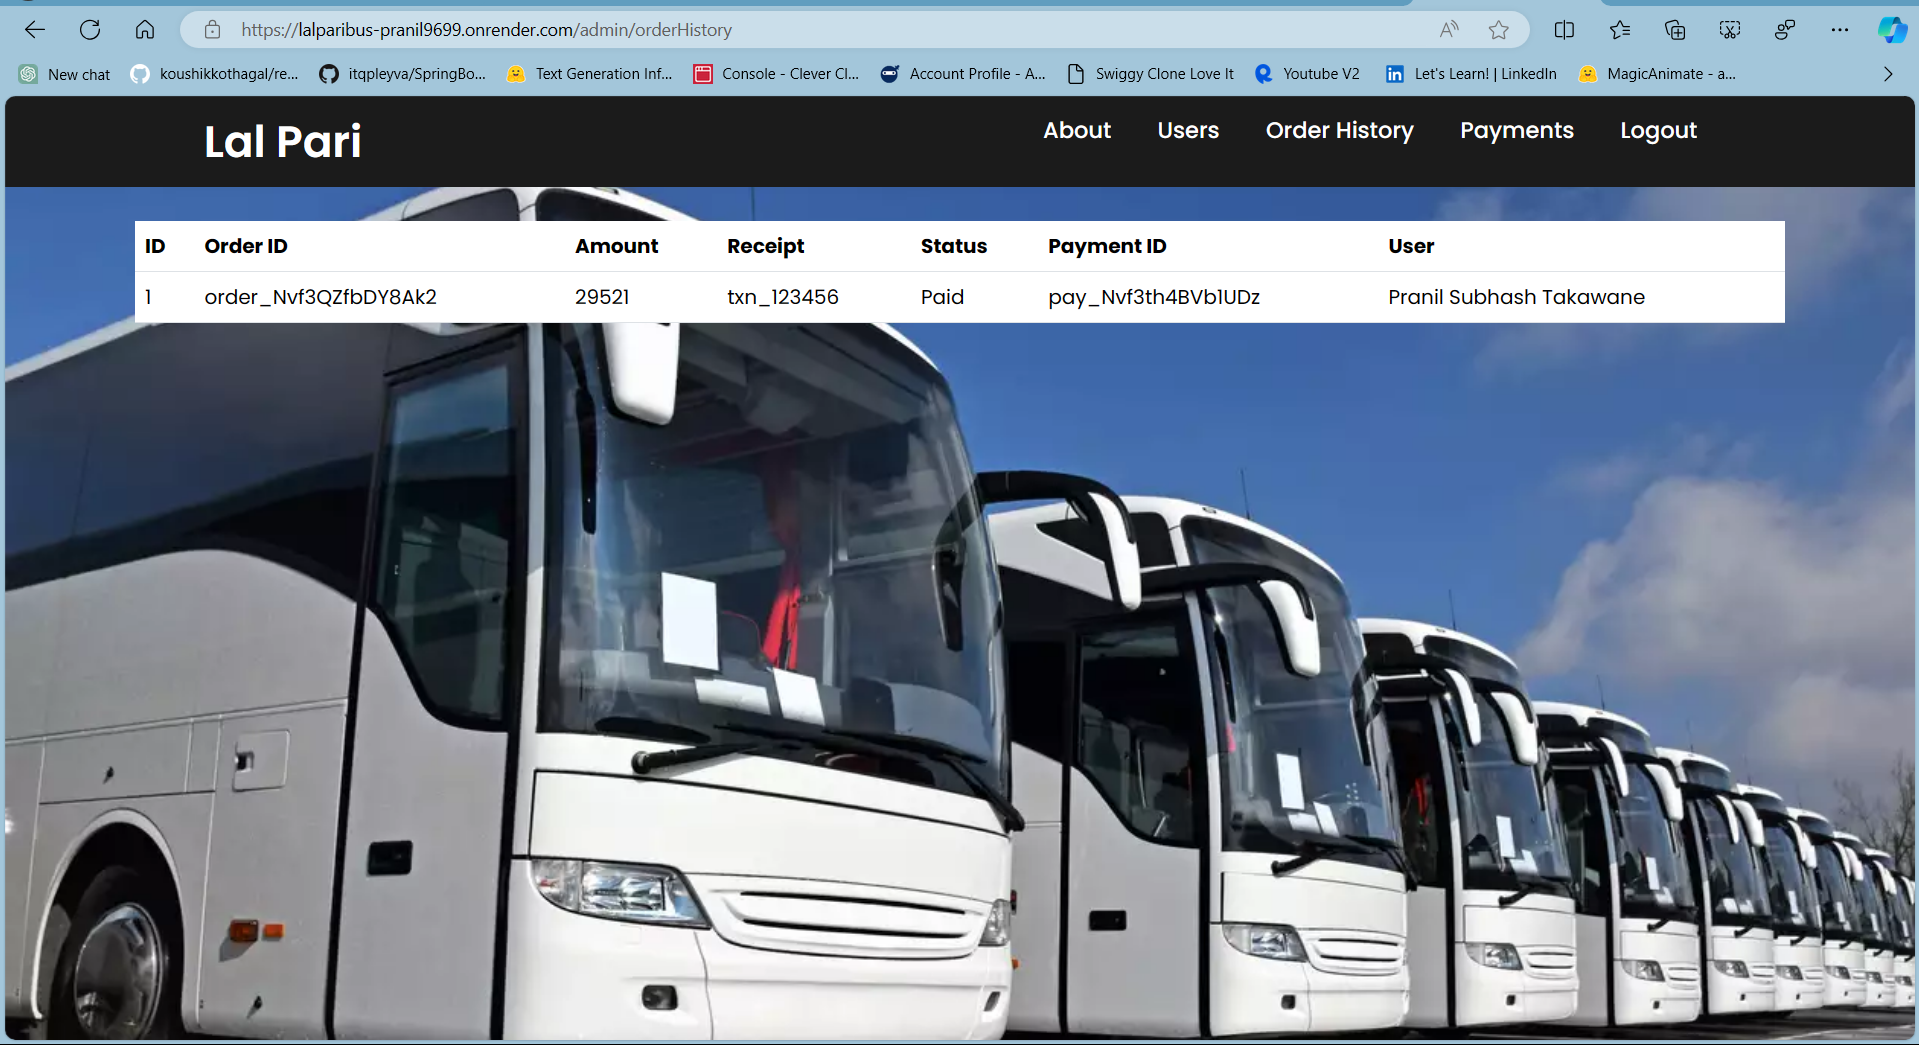 https://lalparibus-pranil9699.onrender.com/admin/orderHistory
New chat koushikkothagal/re... itqpleyva/SpringBo... Text Generation Inf... Console - Clever Cl... Account Profile - A... Swiggy Clone Love It Youtube V2 Let's Learn! | LinkedIn MagicAnimate - a...
Lal Pari About Users Order History Payments Logout
ID Order ID Amount Receipt Status Payment ID User
1 order_Nvf3QZfbDY8Ak2 29521 txn_123456 Paid pay_Nvf3th4BVb1UDz Pranil Subhash Takawane